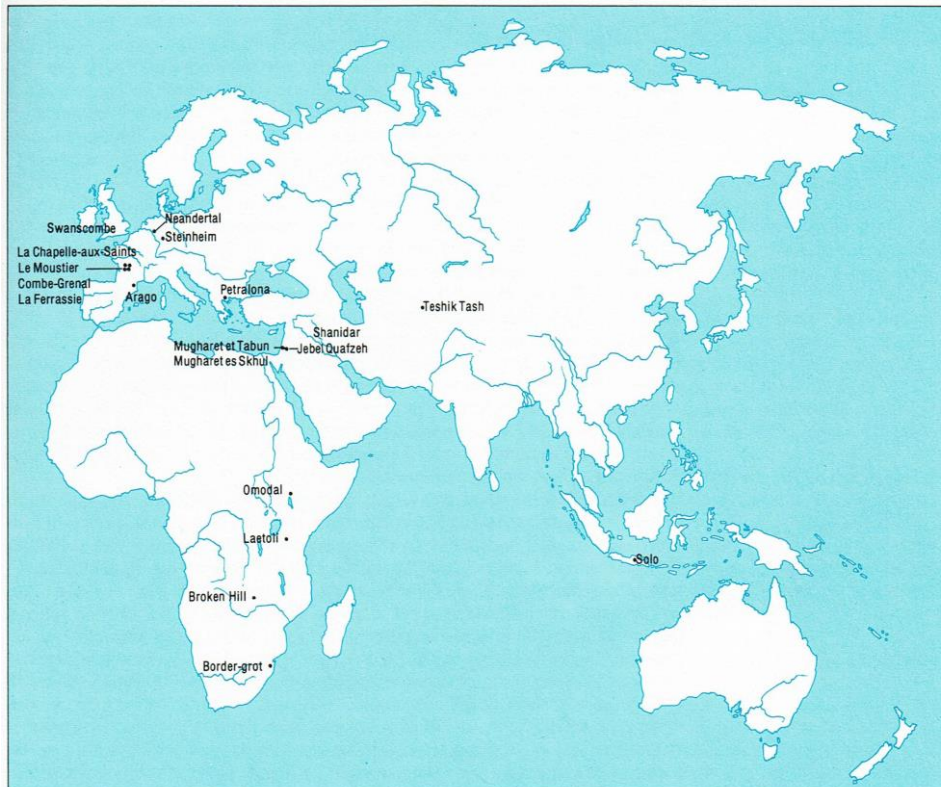 Neandertal
Swanscombe
Steinheim
La Chapelle-aux-Saints
Le Moustier
Combe-Grenal
La Ferrassie
Arago
Petralona
Teshik Tash
Shanidar
Mugharet et Tabun
Jebel Quafzeh
Mugharet es Skhul
Omodal
Laetoli
Solo
Broken Hill
Border-grot